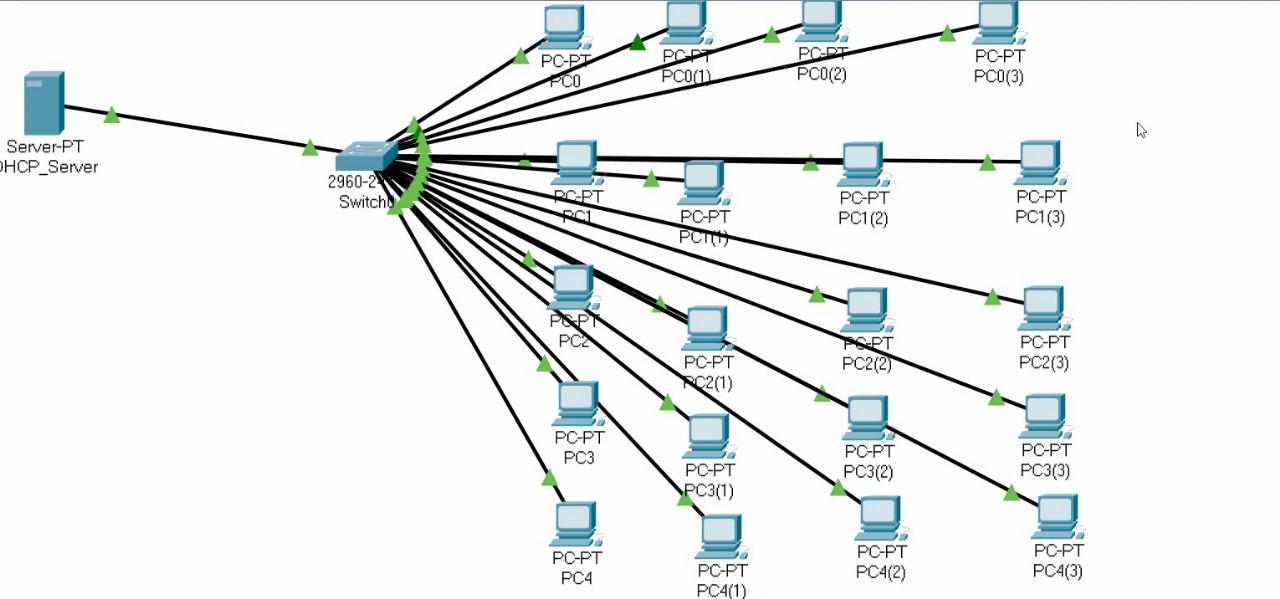 PC-PT
PC0
PC-PT
PC0(1)
PC-PT
PC0(2)
PC-PT
PC0(3)
Server-PT
DHCP_Server
2960-2
Switch0
PC-PT
PC1
PC-PT
PC1(1)
PC-PT
PC1(2)
PC-PT
PC1(3)
PC-PT
PC2
PC-PT
PC2(1)
PC-PT
PC2(2)
PC-PT
PC2(3)
PC-PT
PC3
PC-PT
PC3(1)
PC-PT
PC3(2)
PC-PT
PC3(3)
PC-PT
PC4
PC-PT
PC4(1)
PC-PT
PC4(2)
PC-PT
PC4(3)